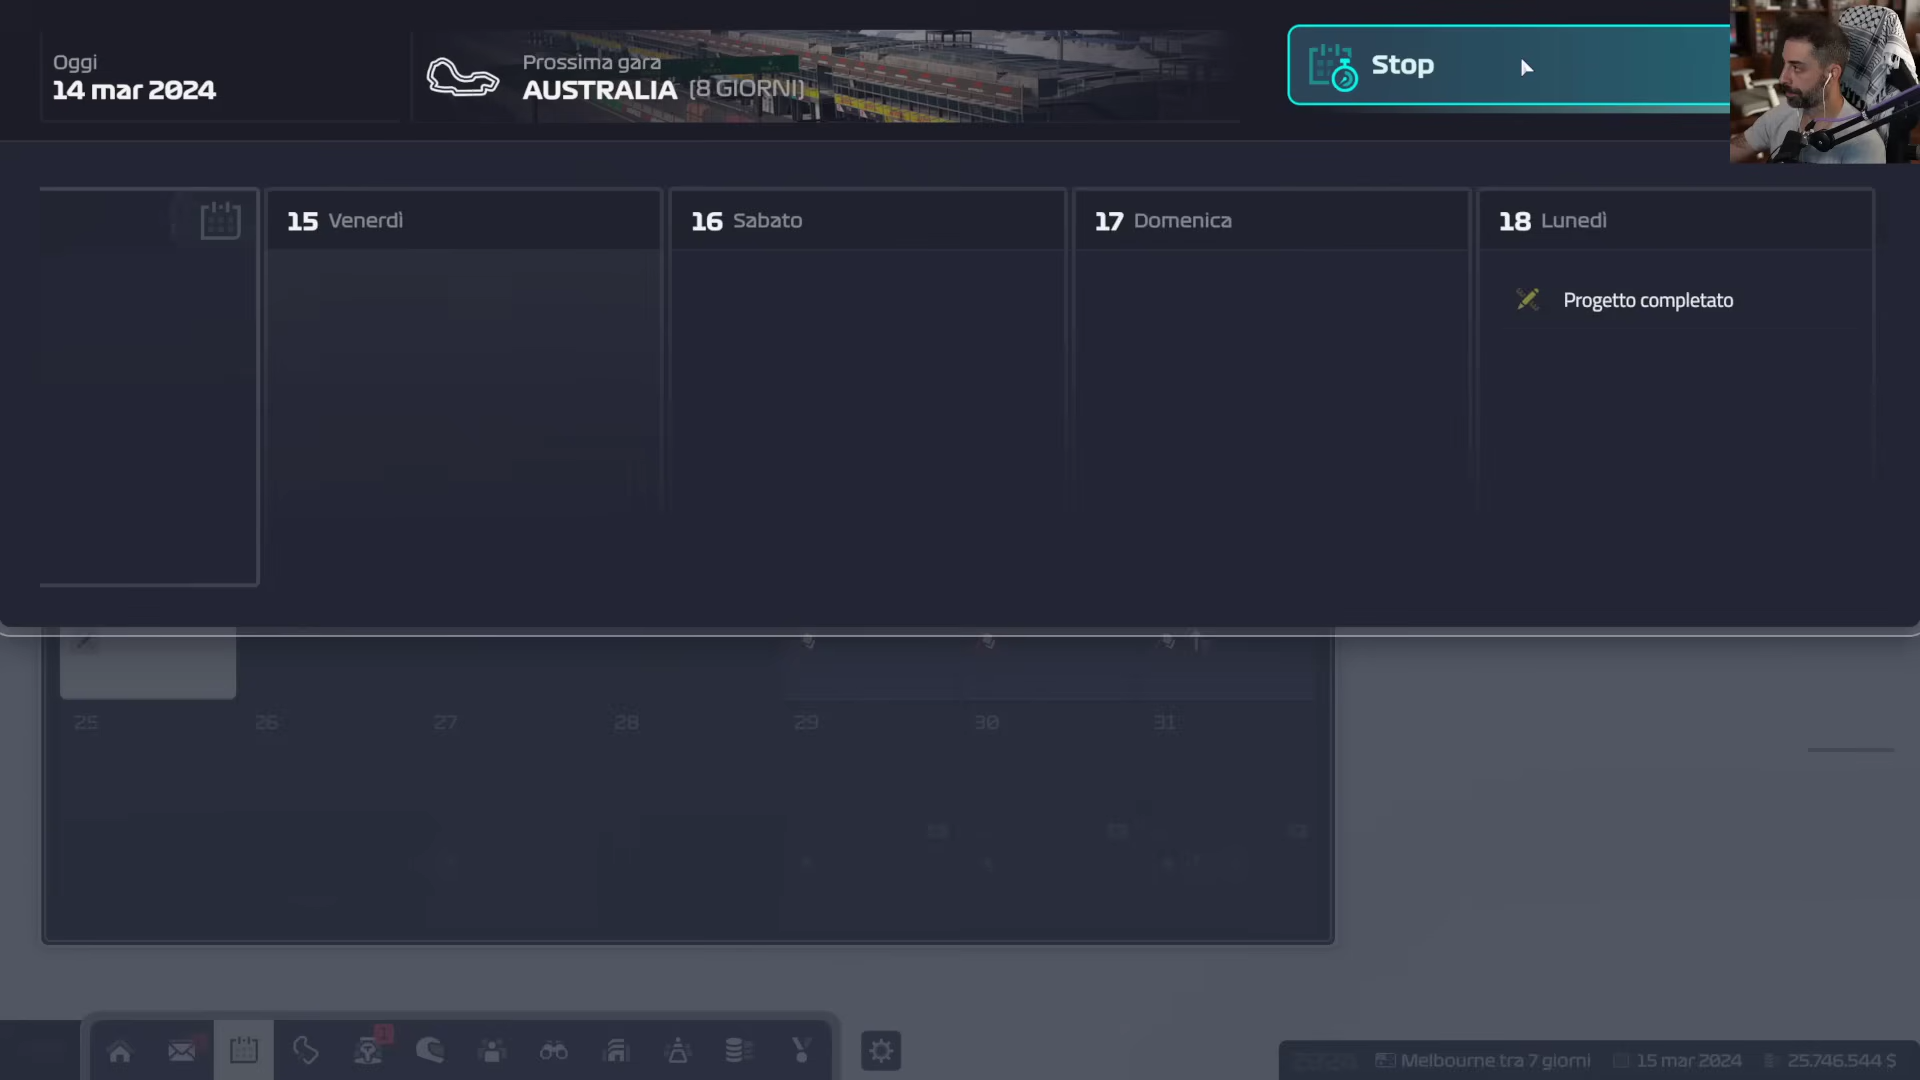 Oggi
14 mar 2024
Prossima gara
AUSTRALIA (8 GIORNI)
Stop
15 Venerdì
16 Sabato
17 Domenica
18 Lunedì
Progetto completato
25 26 27 28 29 30 31
1
Melbourne tra 7 giorni 15 mar 2024 25.746.544 $